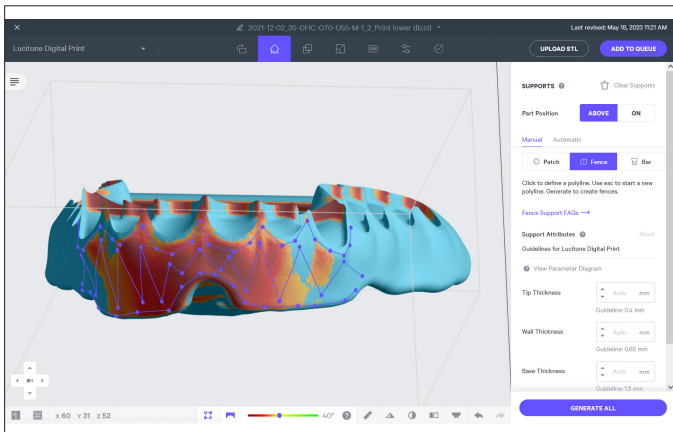 2021-12-02_3S-GHC-O70-U55-M-1_2_Print lower db.stl
Last revised: May 18, 2023 11:21 AM
Lucitone Digital Print
UPLOAD STL
ADD TO QUEUE
SUPPORTS
Clear Supports
Part Position
ABOVE
ON
Manual
Automatic
Patch
Fence
Bar
Click to define a polyline. Use esc to start a new
polyline. Generate to create fences.
Fence Support FAQs →
Support Attributes
Reset
Guidelines for Lucitone Digital Print
View Parameter Diagram
Tip Thickness
Auto mm
Guideline: 0.4 mm
Wall Thickness
Auto mm
Guideline: 0.65 mm
Base Thickness
Auto mm
Guideline: 1.5 mm
x 60 Y 31 z 52
40°
GENERATE ALL